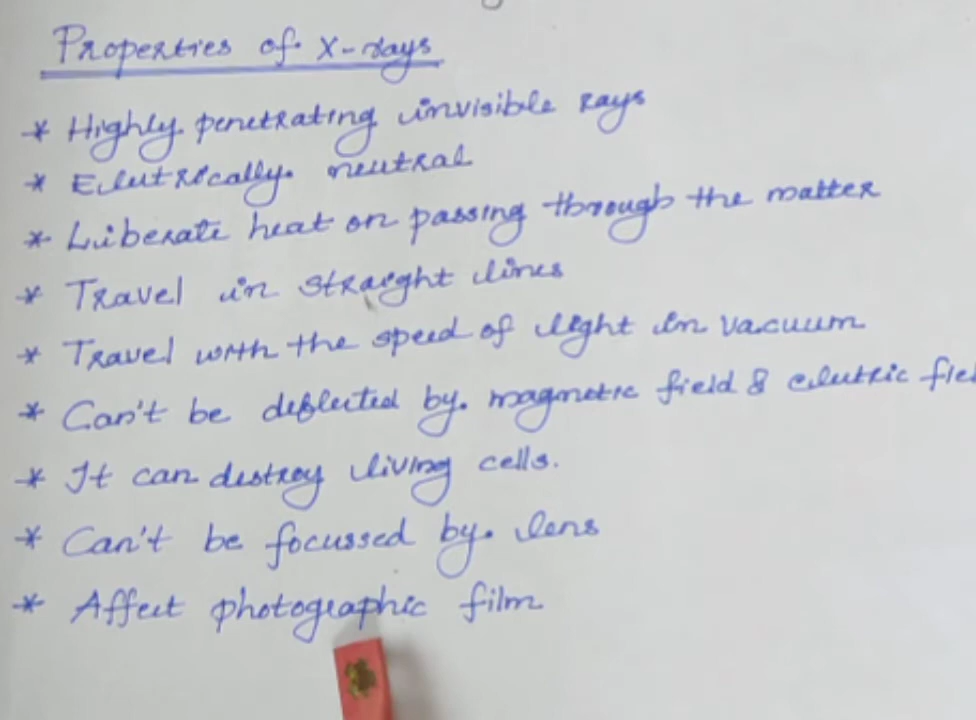 Properties of X-rays
* Highly penetrating invisible rays
* Electrically neutral
* Liberate heat on passing through the matter
* Travel in straight lines
* Travel with the speed of light in vacuum
* Can't be deflected by magnetic field & electric fiel
* It can destroy living cells.
* Can't be focussed by lens
* Affect photographic film